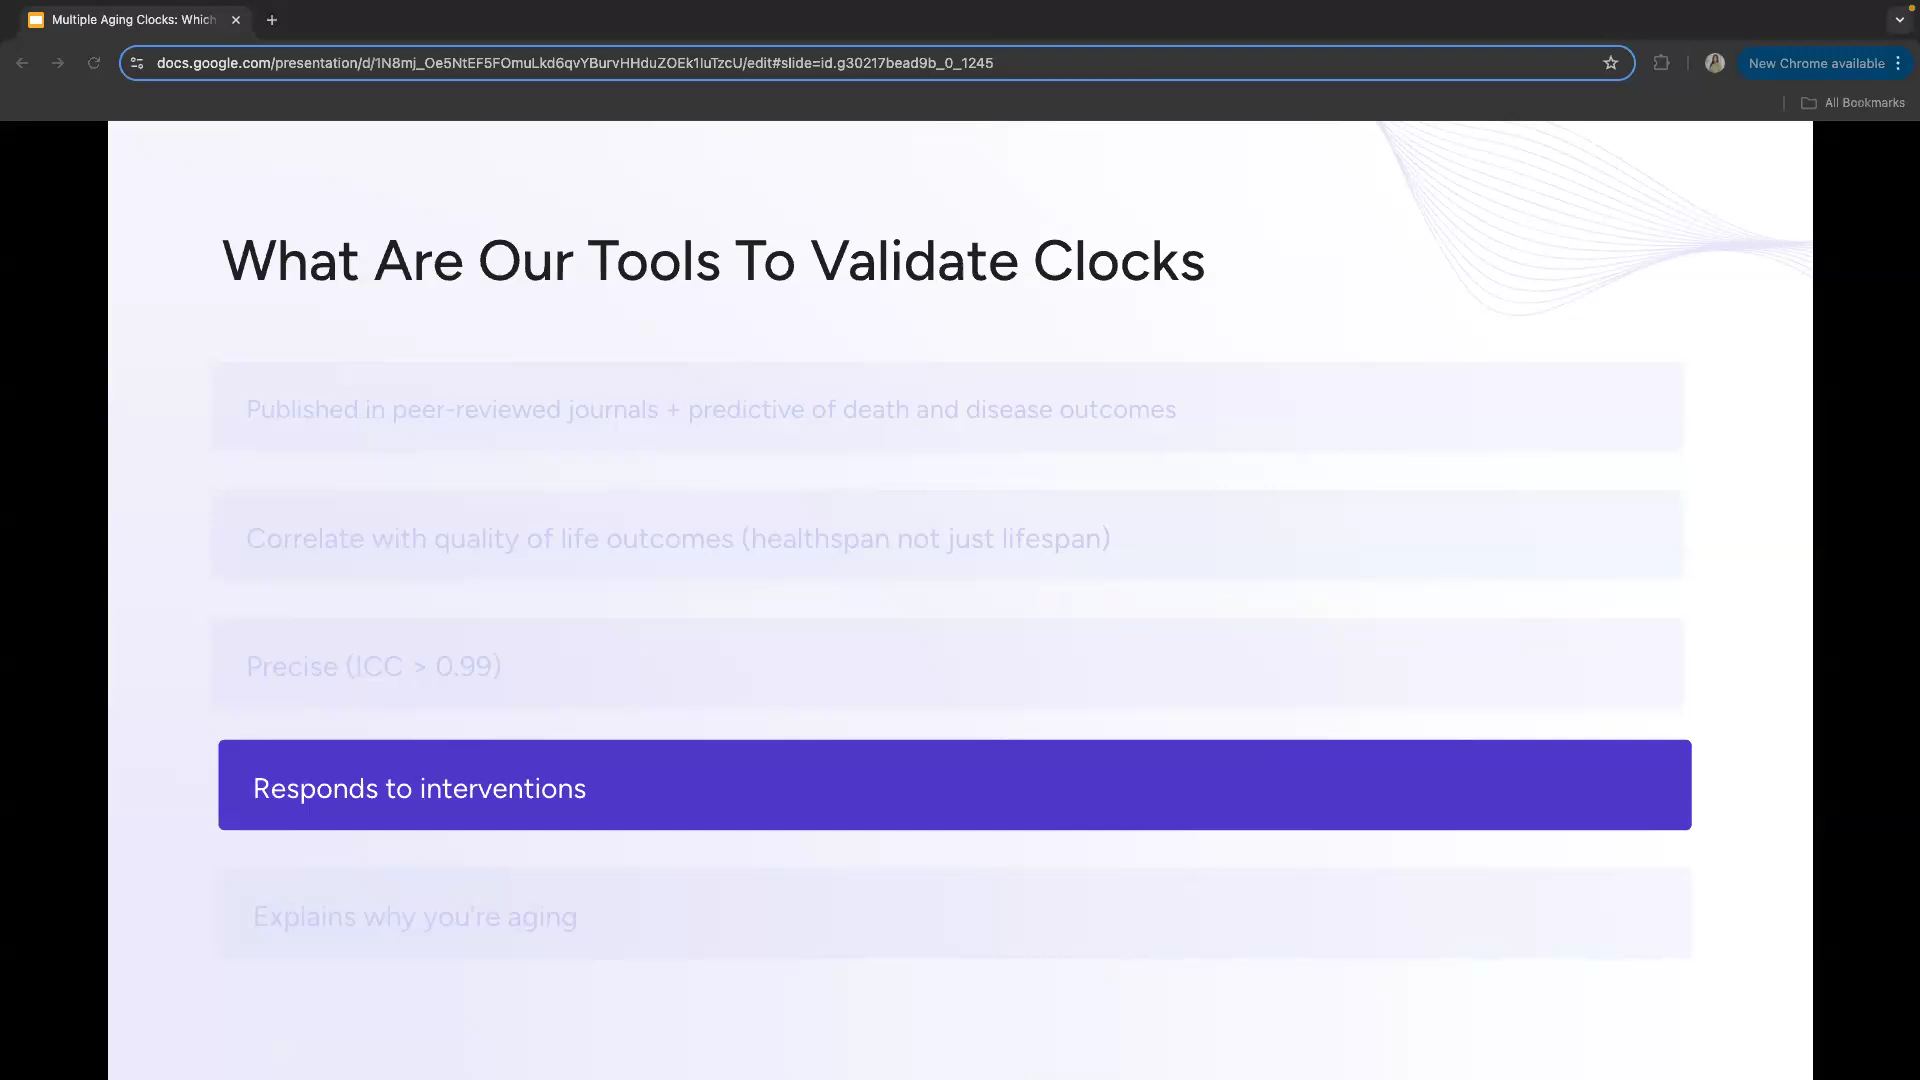 Multiple Aging Clocks: Which
docs.google.com/presentation/d/1N8mj_Oe5NtEF5FOmuLkd6qvYBurvHHduZOEk1IuTzcU/edit#slide=id.g30217bead9b_0_1245
New Chrome available
All Bookmarks
What Are Our Tools To Validate Clocks
Published in peer-reviewed journals + predictive of death and disease outcomes
Correlate with quality of life outcomes (healthspan not just lifespan)
Precise (ICC > 0.99)
Responds to interventions
Explains why you're aging